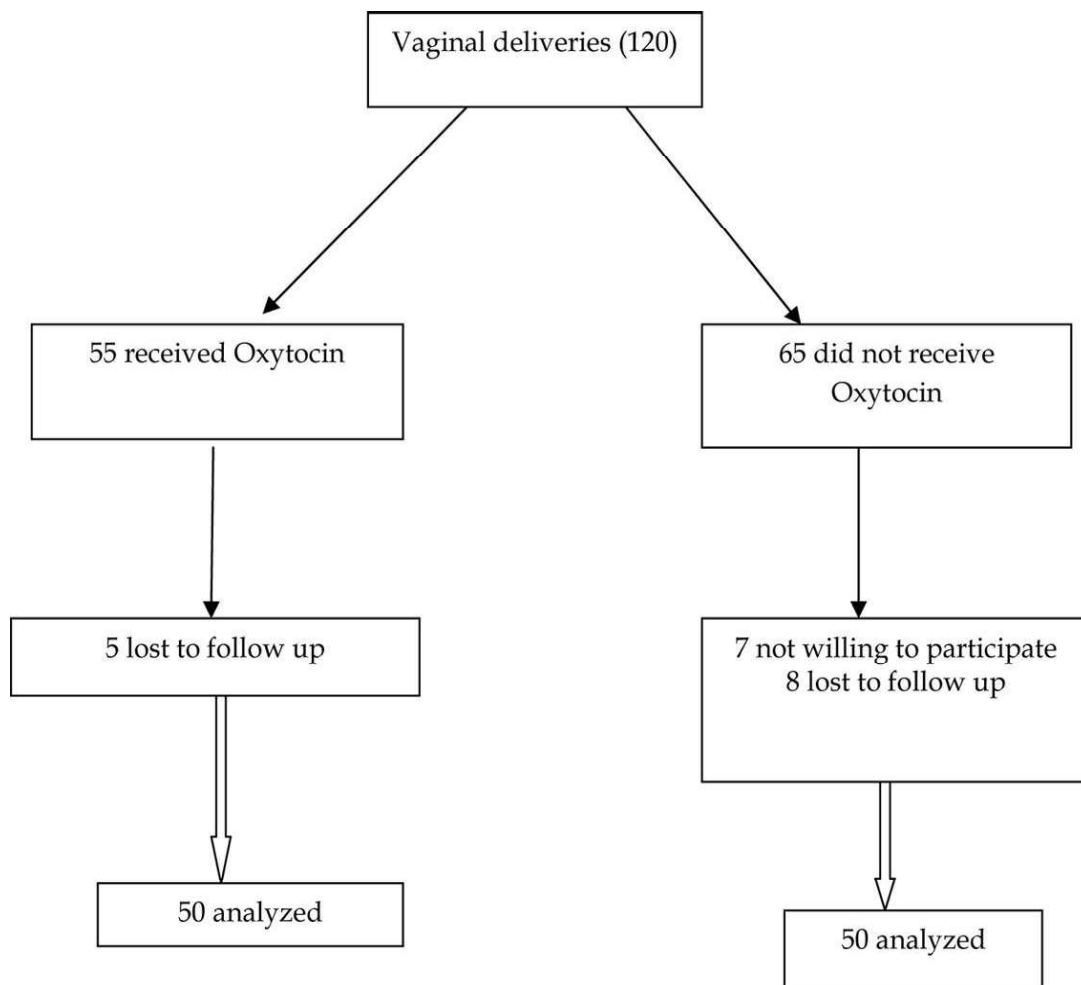 Vaginal deliveries (120)
55 received Oxytocin
65 did not receive
Oxytocin
5 lost to follow up
7 not willing to participate
8 lost to follow up
50 analyzed
50 analyzed